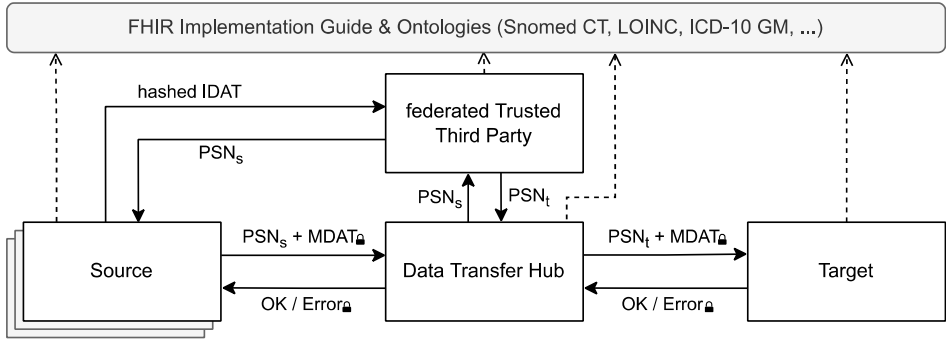 FHIR Implementation Guide & Ontologies (Snomed CT, LOINC, ICD-10 GM, ...)
hashed IDAT
federated Trusted
Third Party
PSNs
PSNs
PSNt
PSNs + MDAT
PSNt + MDAT
Source
Data Transfer Hub
Target
OK / Error
OK / Error